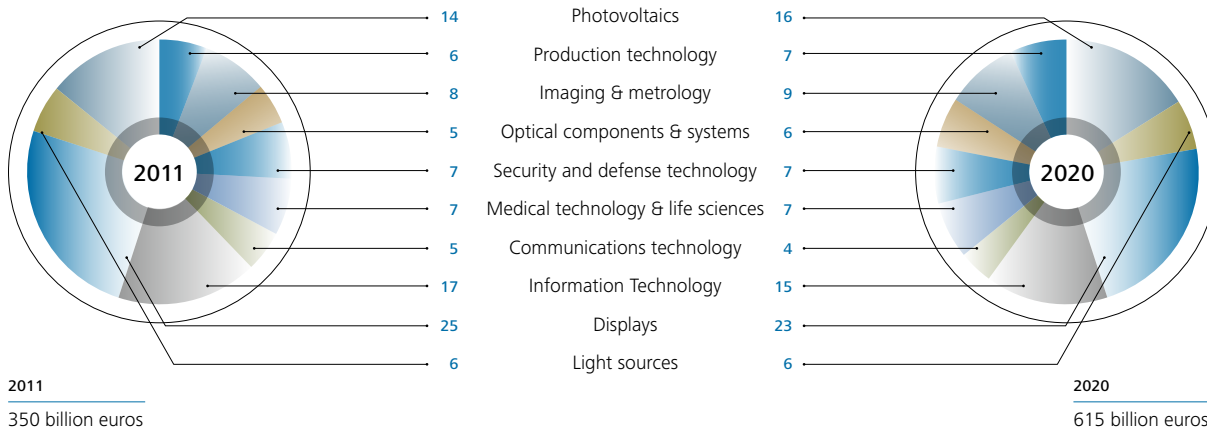 14 Photovoltaics 16
6 Production technology 7
8 Imaging & metrology 9
5 Optical components & systems 6
2011 7 Security and defense technology 7 2020
7 Medical technology & life sciences 7
5 Communications technology 4
17 Information Technology 15
25 Displays 23
6 Light sources 6
2011 2020
350 billion euros 615 billion euros